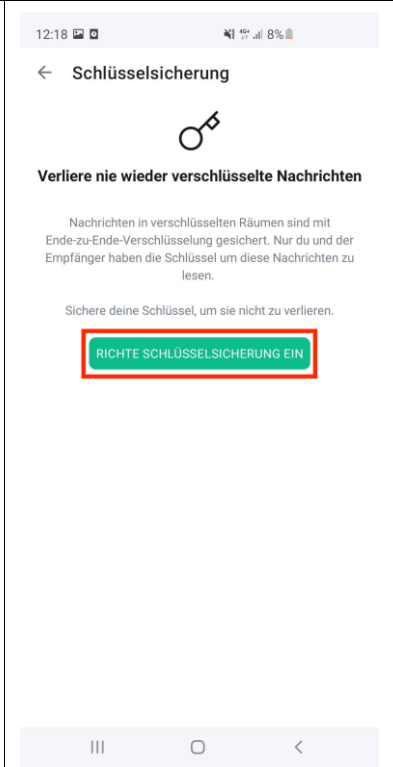 12:18 4G+ 8%
Schlüsselsicherung
Verliere nie wieder verschlüsselte Nachrichten
Nachrichten in verschlüsselten Räumen sind mit
Ende-zu-Ende-Verschlüsselung gesichert. Nur du und der
Empfänger haben die Schlüssel um diese Nachrichten zu
lesen.
Sichere deine Schlüssel, um sie nicht zu verlieren.
RICHTE SCHLÜSSELSICHERUNG EIN